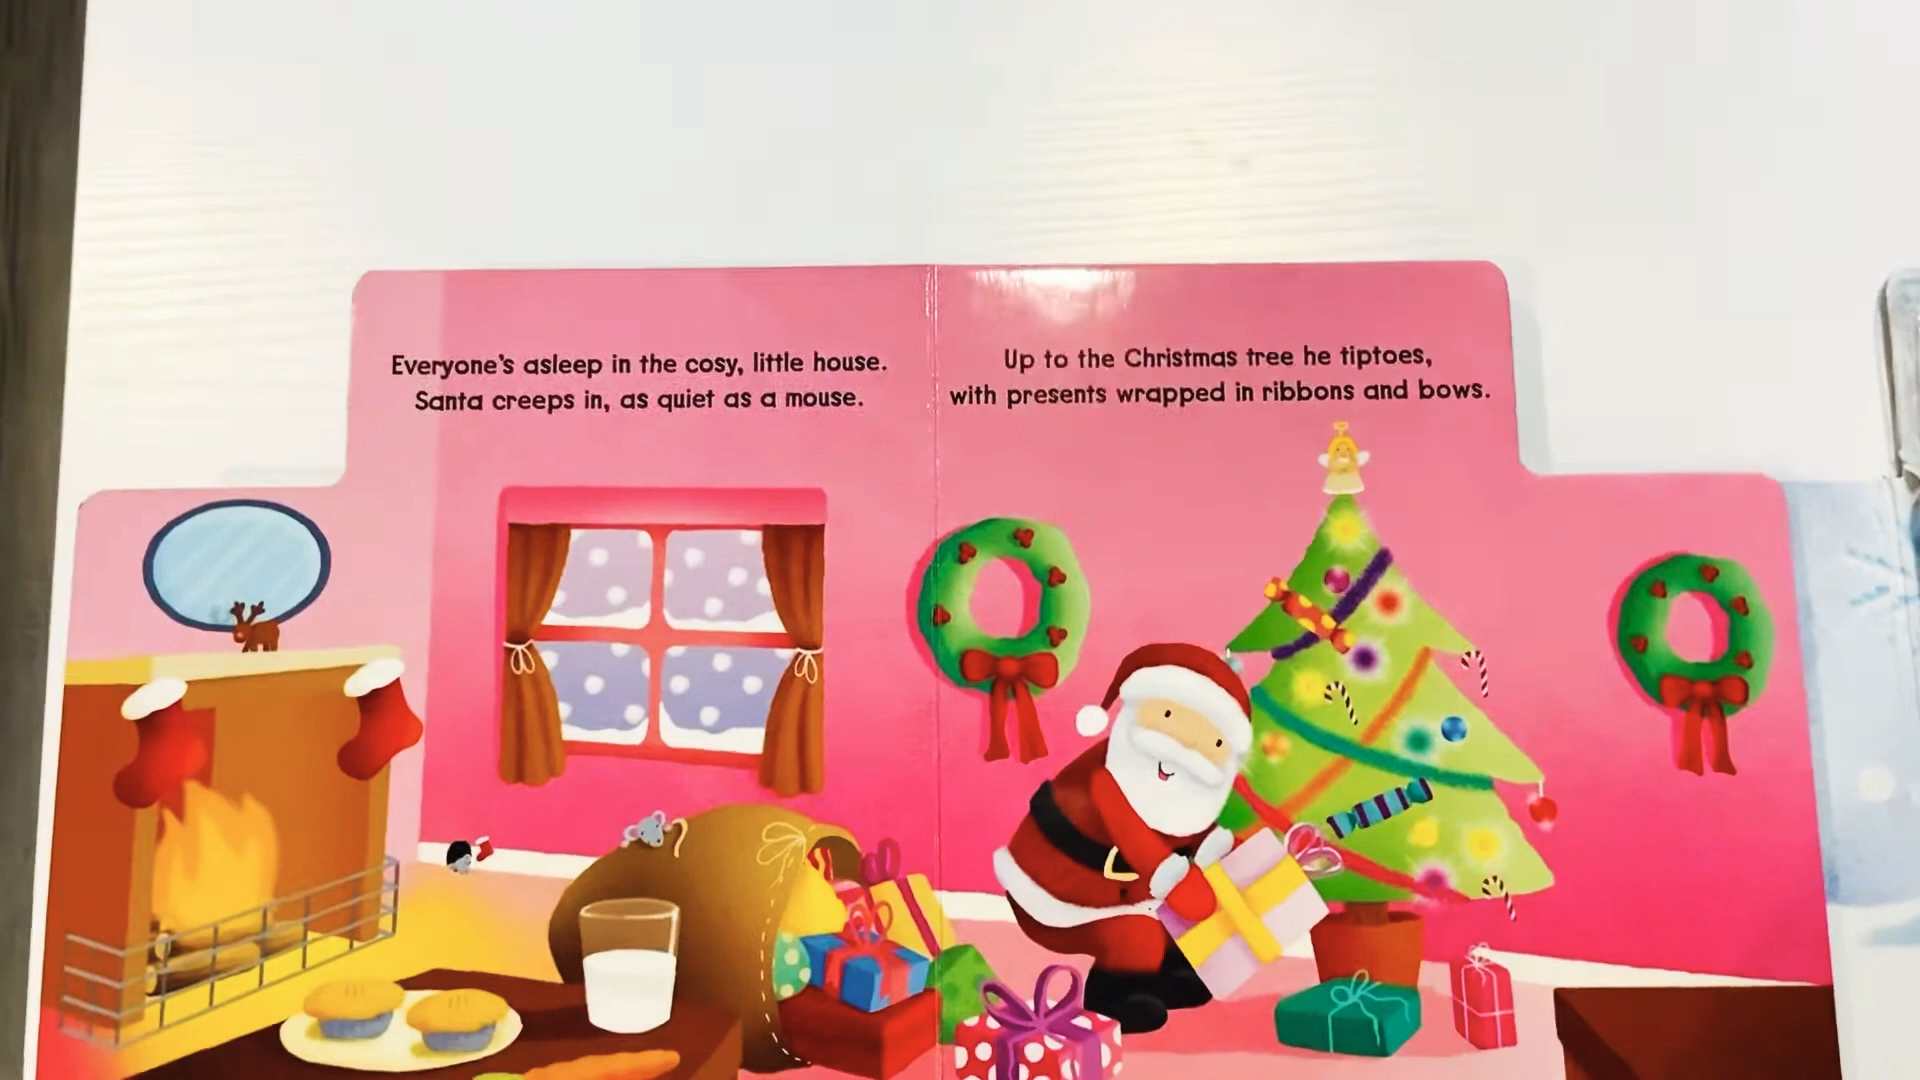 Everyone's asleep in the cosy, little house.
Santa creeps in, as quiet as a mouse.
Up to the Christmas tree he tiptoes,
with presents wrapped in ribbons and bows.